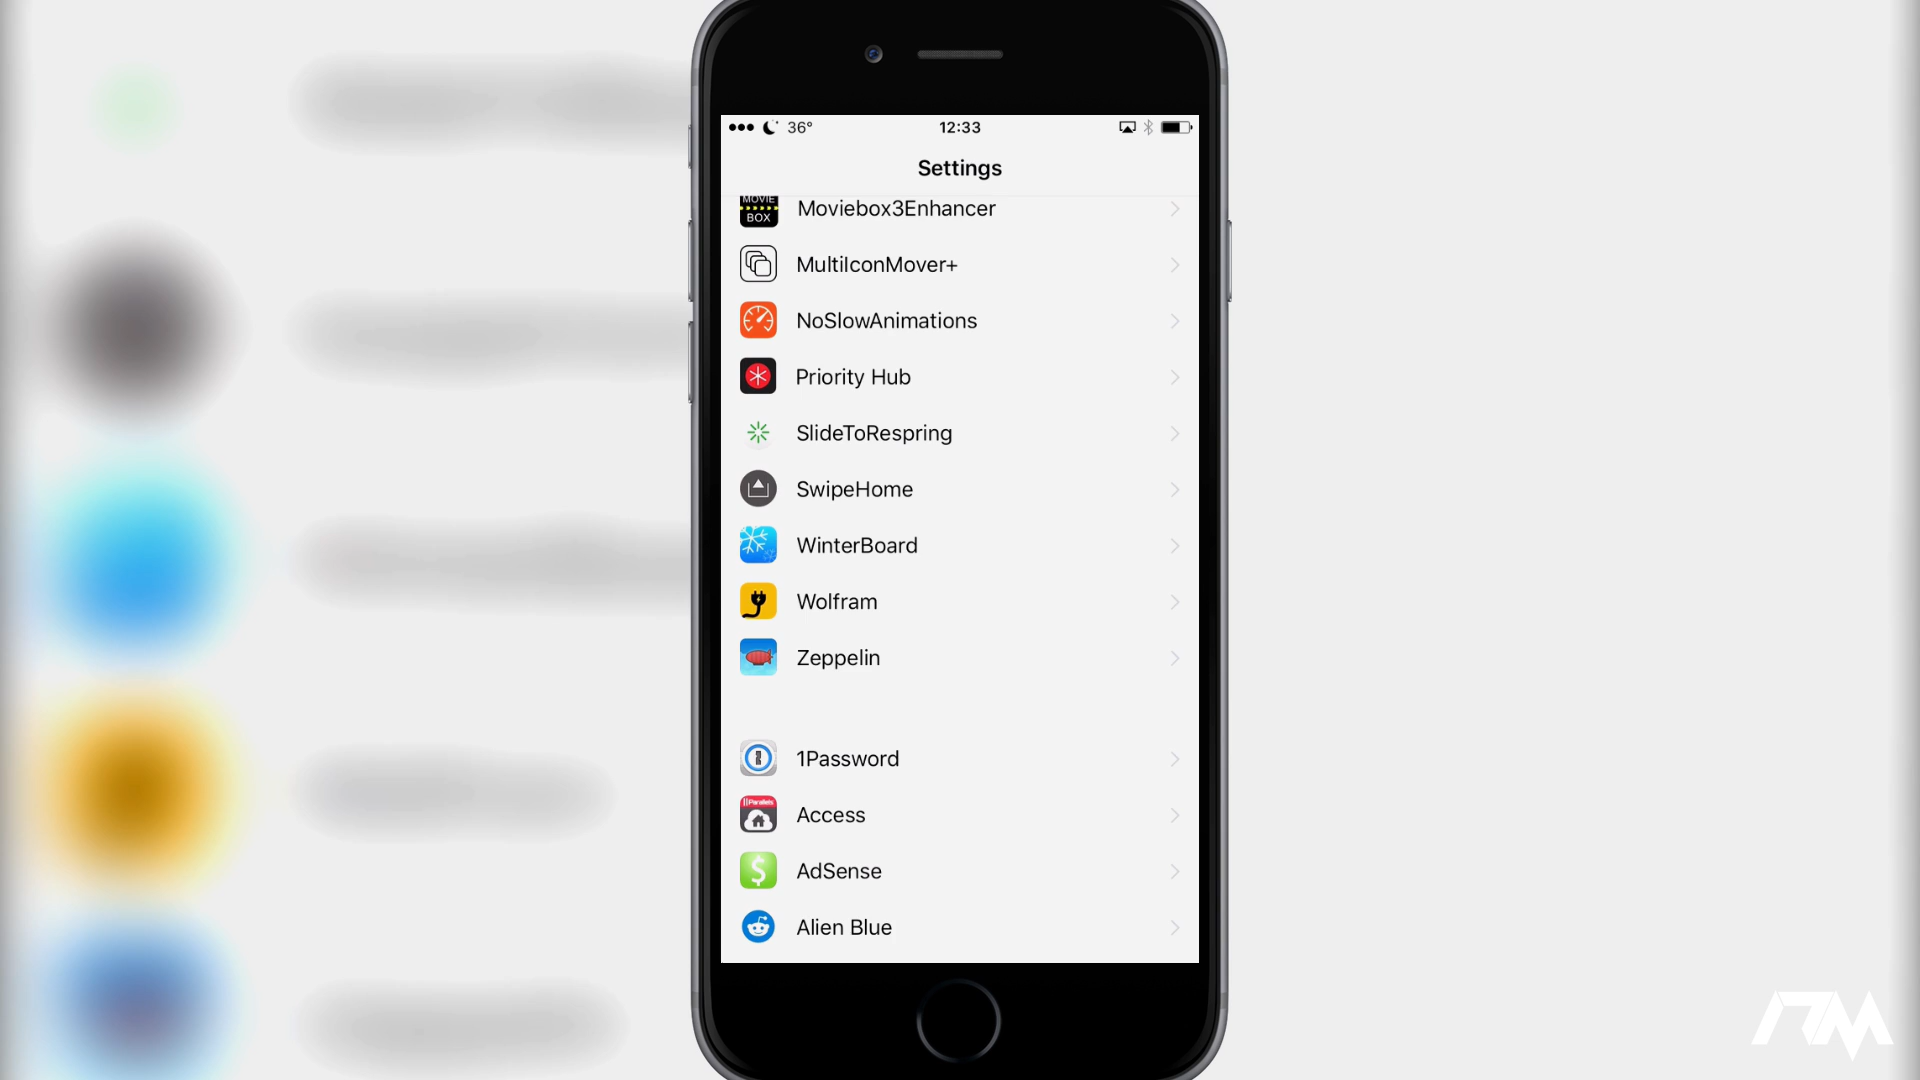 36°
12:33
Settings
MOVIE
BOX
Moviebox3Enhancer
MultiIconMover+
NoSlowAnimations
Priority Hub
SlideToRespring
SwipeHome
WinterBoard
Wolfram
Zeppelin
1Password
Parallels
Access
$
AdSense
Alien Blue